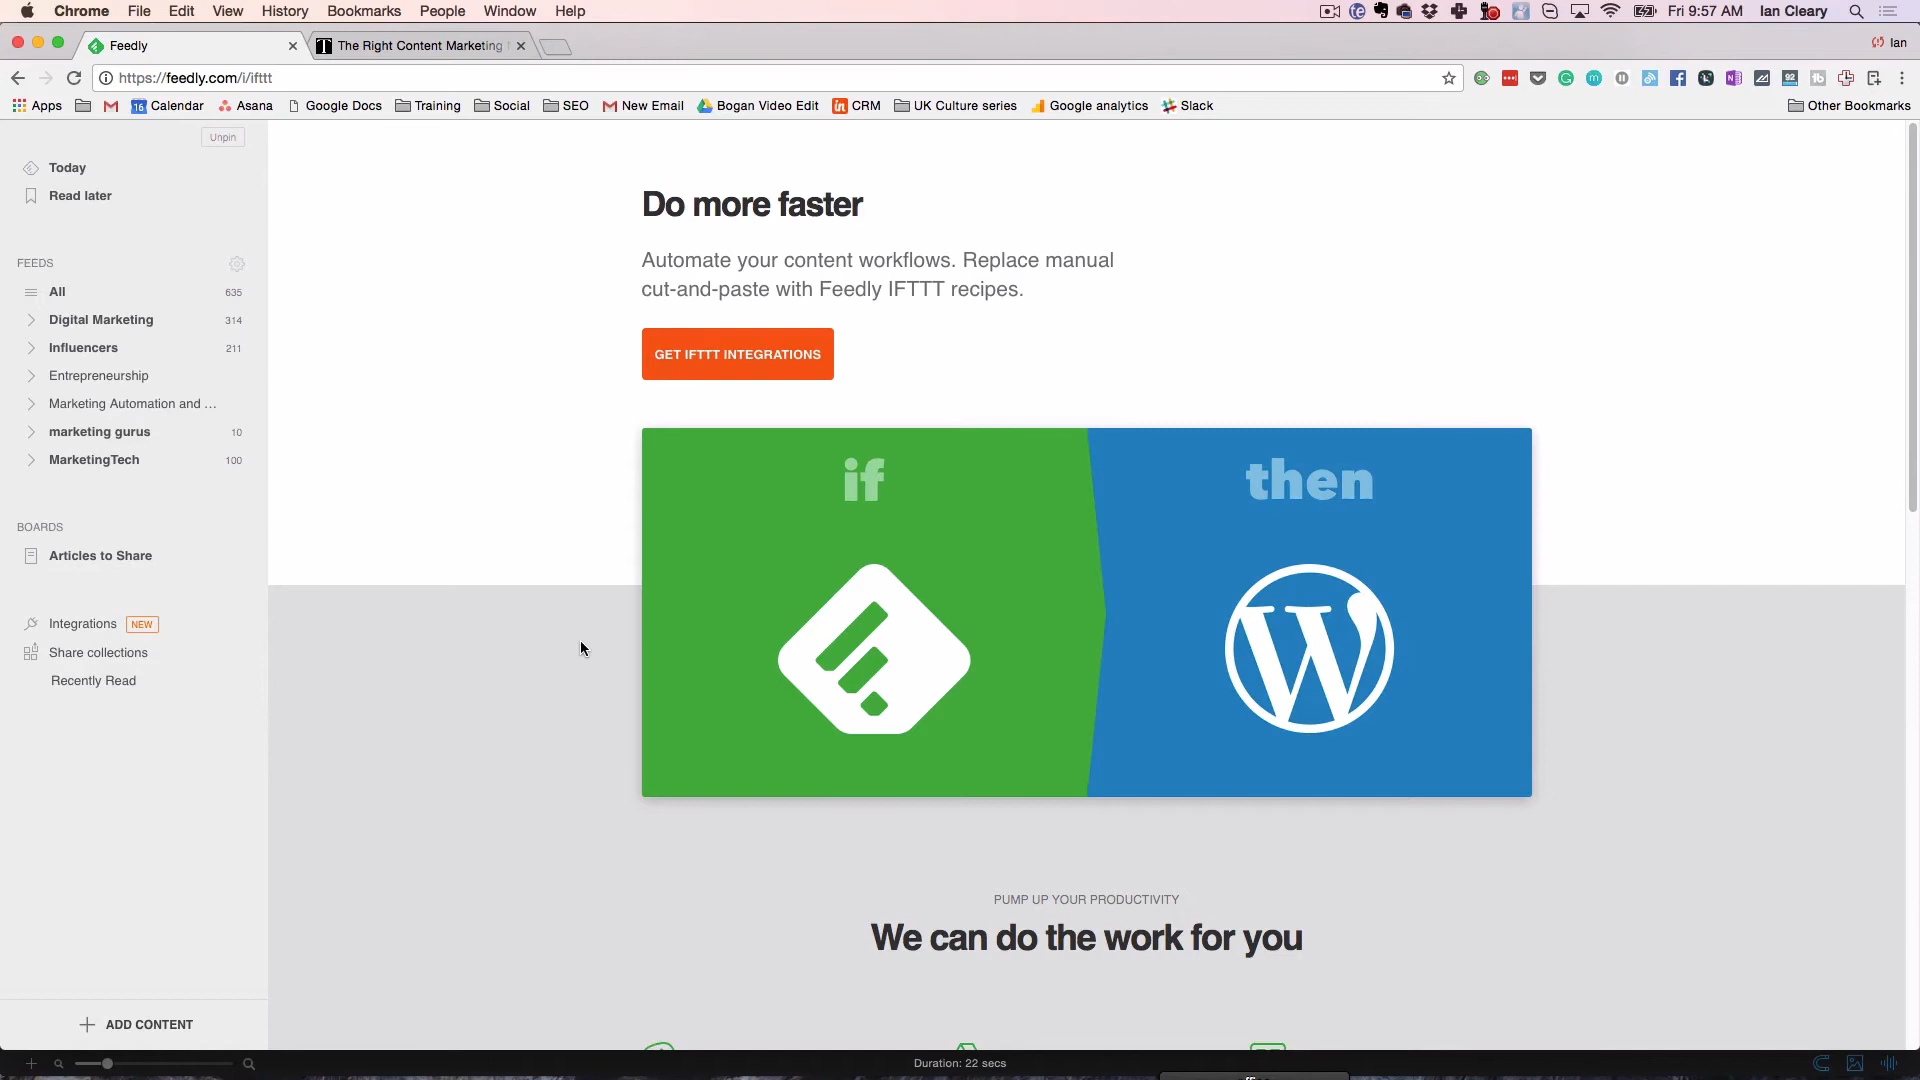 Chrome File Edit View History Bookmarks People Window Help
Fri 9:57 AM Ian Cleary
Feedly
The Right Content Marketing
Ian
https://feedly.com/i/ifttt
Apps Calendar Asana Google Docs Training Social SEO New Email Bogan Video Edit CRM UK Culture series Google analytics Slack Other Bookmarks
Unpin
Today
Read later
FEEDS
All 635
Digital Marketing 314
Influencers 211
Entrepreneurship
Marketing Automation and ...
marketing gurus 10
MarketingTech 100
BOARDS
Articles to Share
Integrations NEW
Share collections
Recently Read
ADD CONTENT
Do more faster
Automate your content workflows. Replace manual
cut-and-paste with Feedly IFTTT recipes.
GET IFTTT INTEGRATIONS
if then
PUMP UP YOUR PRODUCTIVITY
We can do the work for you
Duration: 22 secs